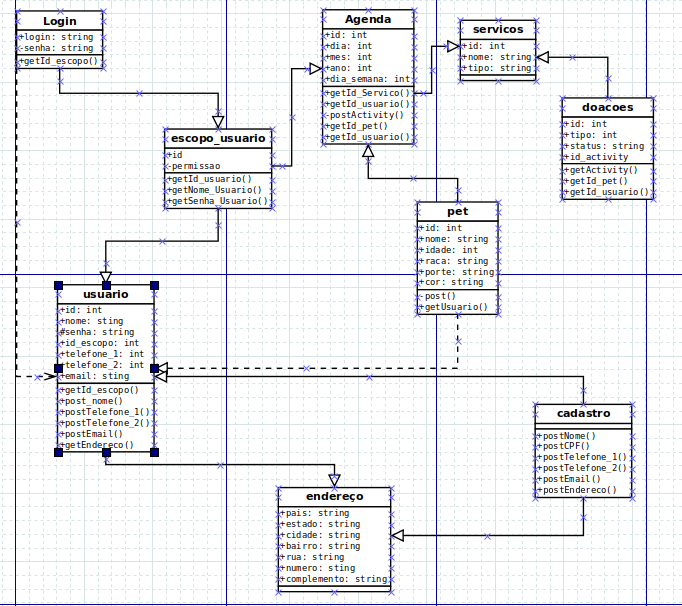 Login
+login: string
-senha: string
+getId_escopo()
Agenda
+id: int
+dia: int
+mes: int
+ano: int
+dia_semana: int
+getId_Servico()
+getId_usuario()
-postActivity()
+getId_pet()
+getId_usuario()
servicos
+id: int
+nome: string
+tipo: string
doacoes
+id: int
+tipo: int
+status: string
+id_activity
+getActivity()
+getId_pet()
+getId_usuario()
escopo_usuario
+id
-permissao
+getId_usuario()
+getNome_Usuario()
+getSenha_Usuario()
pet
+id: int
+nome: string
+idade: int
+raca: string
+porte: string
+cor: string
-post()
+getUsuario()
usuario
+id: int
+nome: sting
#senha: string
+id_escopo: int
+telefone_1: int
+telefone_2: int
+email: sting
+getId_escopo()
+post_nome()
+postTelefone_1()
+postTelefone_2()
+postEmail()
+getEndereco()
cadastro
+postNome()
+postCPF()
+postTelefone_1()
+postTelefone_2()
+postEmail()
+postEndereco()
endereço
+pais: string
+estado: string
+cidade: string
+bairro: string
+rua: string
+numero: sting
+complemento: string